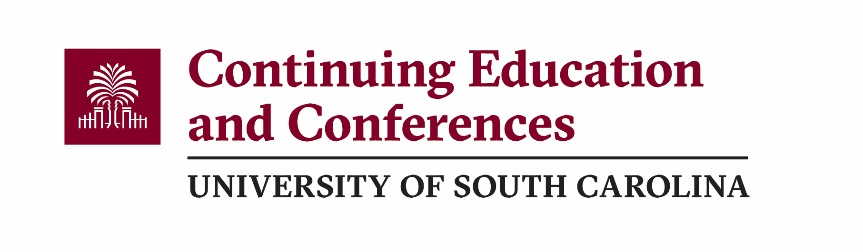 Continuing Education
and Conferences
UNIVERSITY OF SOUTH CAROLINA